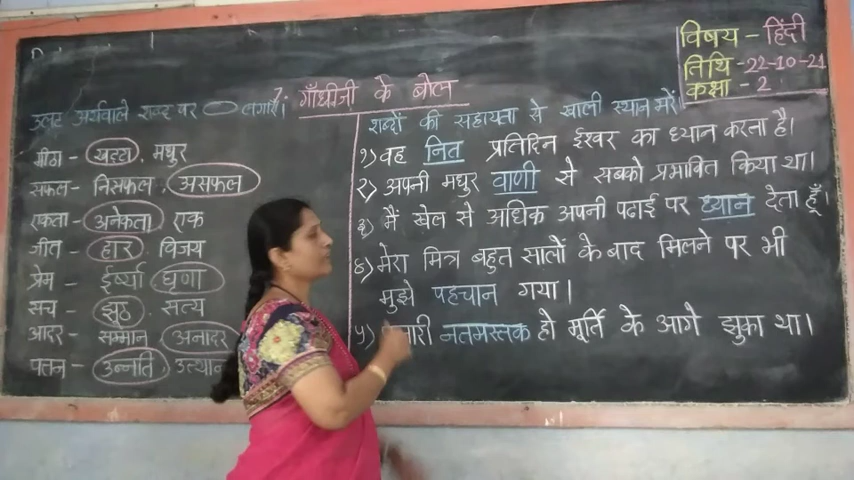 विषय - हिंदी
तिथि -22-10-21
कक्षा - 2
7. गाँधीजी के बोल
उलट अर्थवाले शब्द पर लगाएँ।
मीठा - खट्टा, मधुर
सफल - निसफल, असफल
एकता - अनेकता, एक
जीत - हार, विजय
प्रेम - ईर्ष्या घृणा
सच - झुठ, सत्य
आदर - सम्मान, अनादर
पतन - उन्नति, उत्थान
शब्दों की सहायता से खाली स्थान भरें।
१) वह नित प्रतिदिन ईश्वर का ध्यान करता है।
२) अपनी मधुर वाणी से सबको प्रभावित किया था।
३) मैं खेल से अधिक अपनी पढाई पर ध्यान देता हूँ।
४) मेरा मित्र बहुत सालों के बाद मिलने पर भी
मुझे पहचान गया।
५) नतमस्तक हो मूर्ति के आगे झुका था।